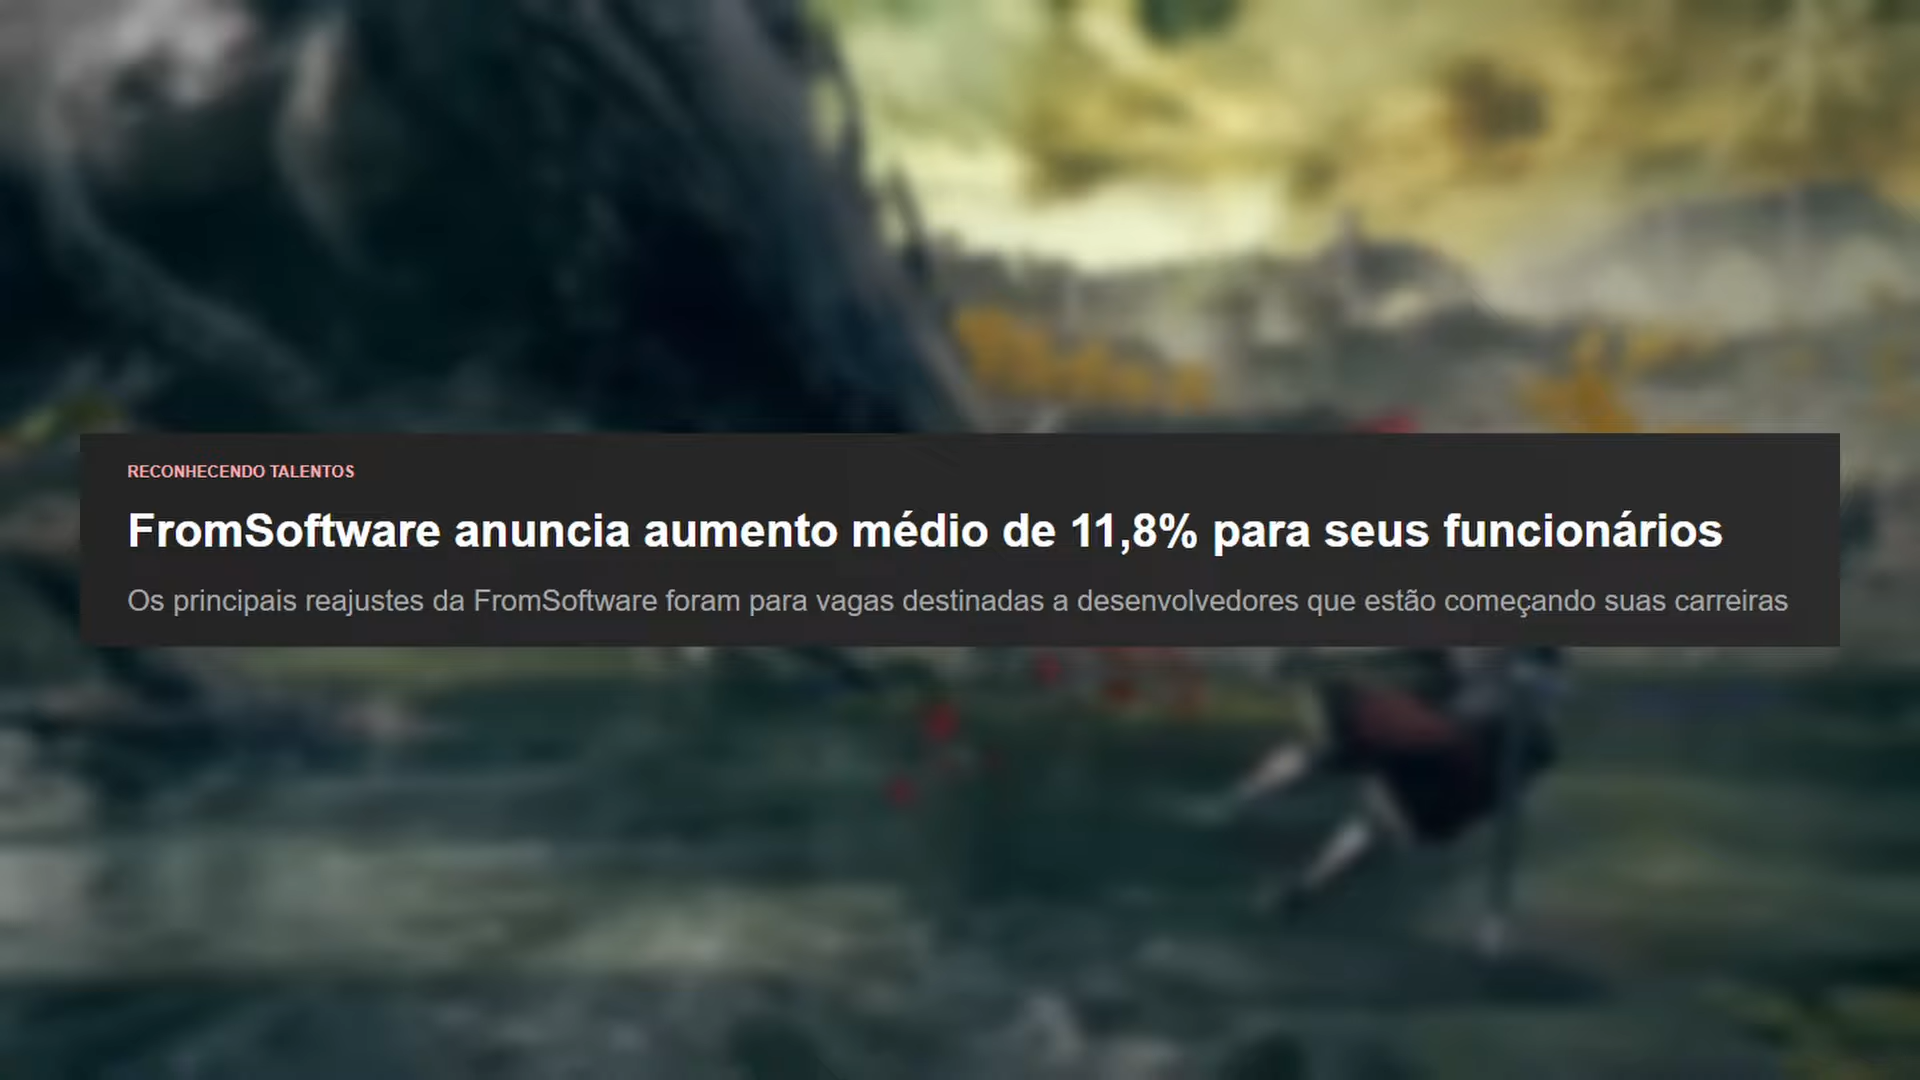 RECONHECENDO TALENTOS
FromSoftware anuncia aumento médio de 11,8% para seus funcionários
Os principais reajustes da FromSoftware foram para vagas destinadas a desenvolvedores que estão começando suas carreiras